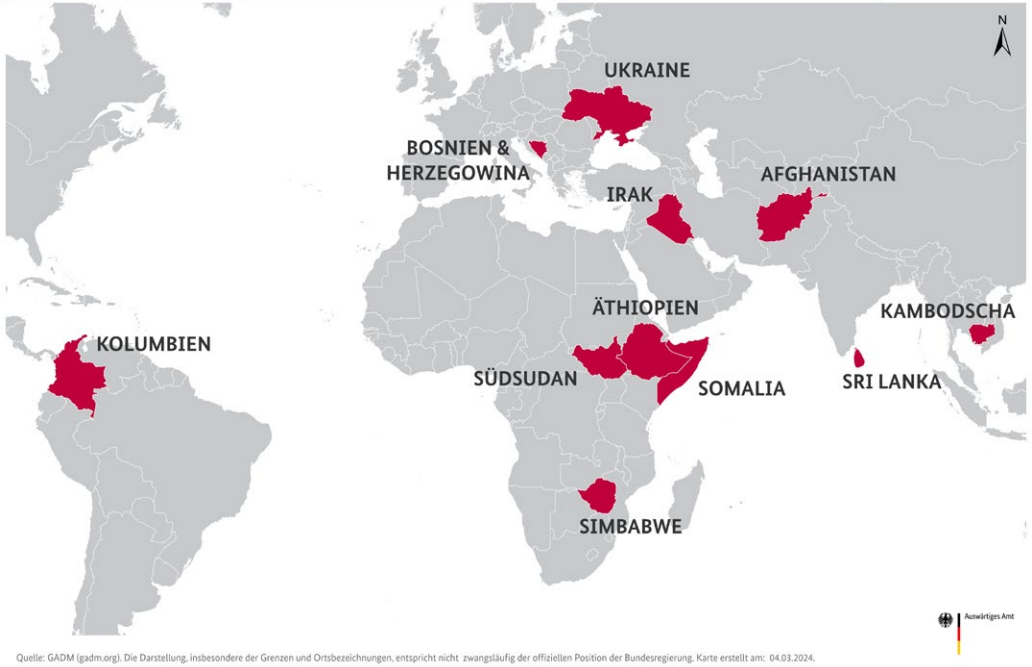 N
UKRAINE
BOSNIEN &
HERZEGOWINA
IRAK
AFGHANISTAN
ÄTHIOPIEN
KAMBODSCHA
KOLUMBIEN
SÜDSUDAN
SOMALIA
SRI LANKA
SIMBABWE
Auswärtiges Amt
Quelle: GADM (gadm.org). Die Darstellung, insbesondere der Grenzen und Ortsbezeichnungen, entspricht nicht zwangsläufig der offiziellen Position der Bundesregierung. Karte erstellt am: 04.03.2024.